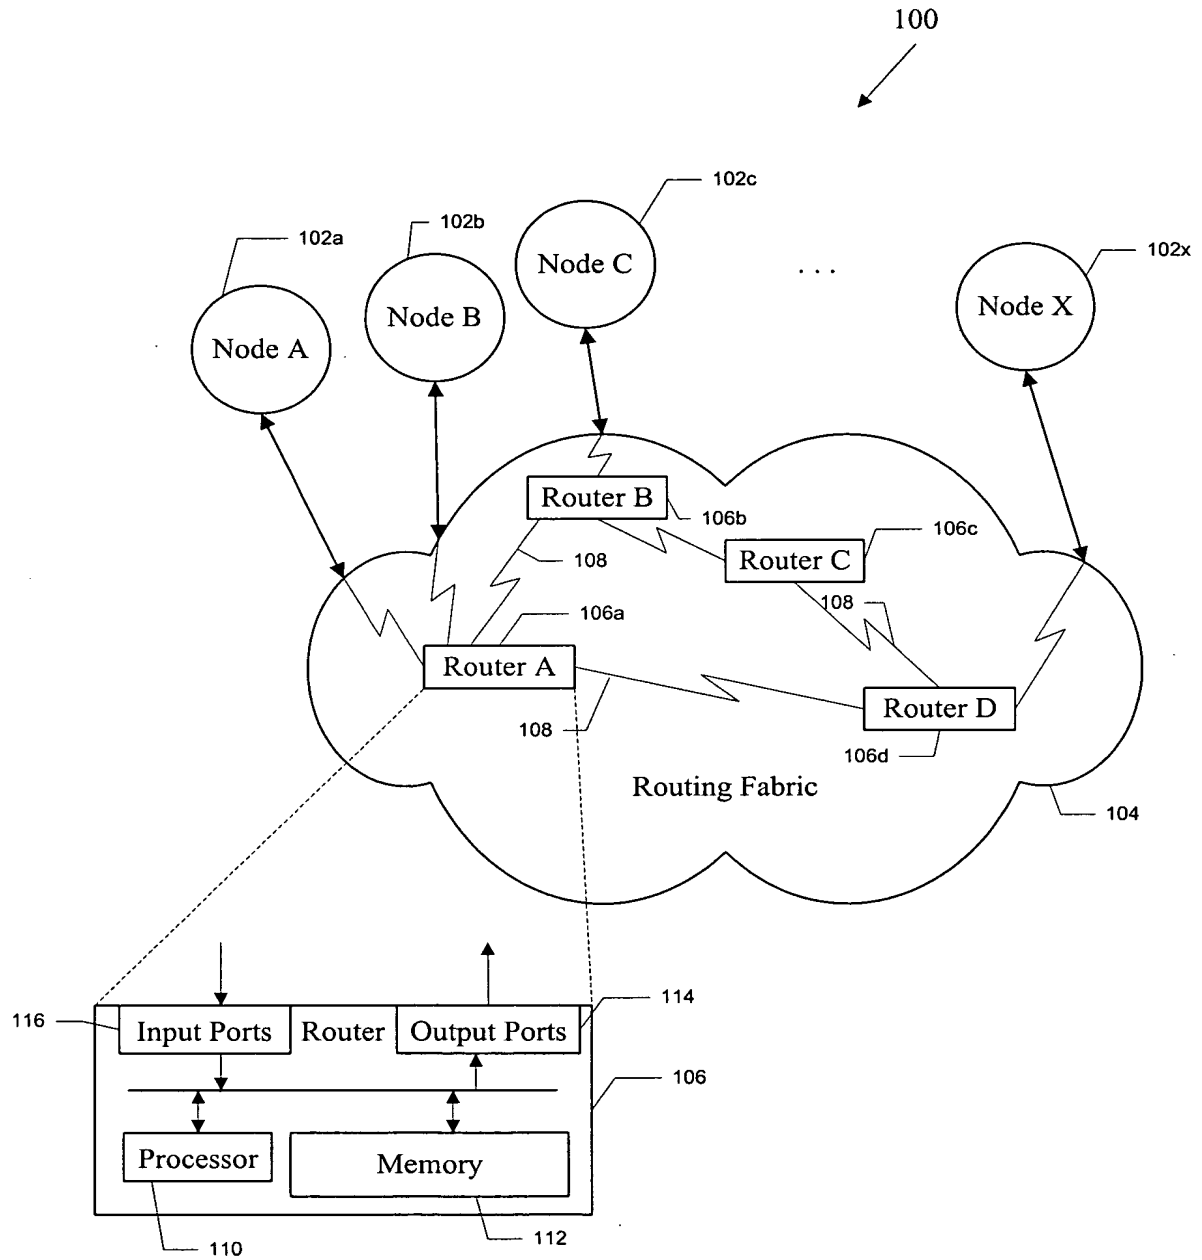 100
102c
102b
102a
102x
Node C
. . .
Node B
Node X
Node A
Router B
106b
106c
108
Router C
108
106a
Router A
Router D
108
106d
Routing Fabric
104
114
116
Input Ports
Router
Output Ports
106
Processor
Memory
110
112